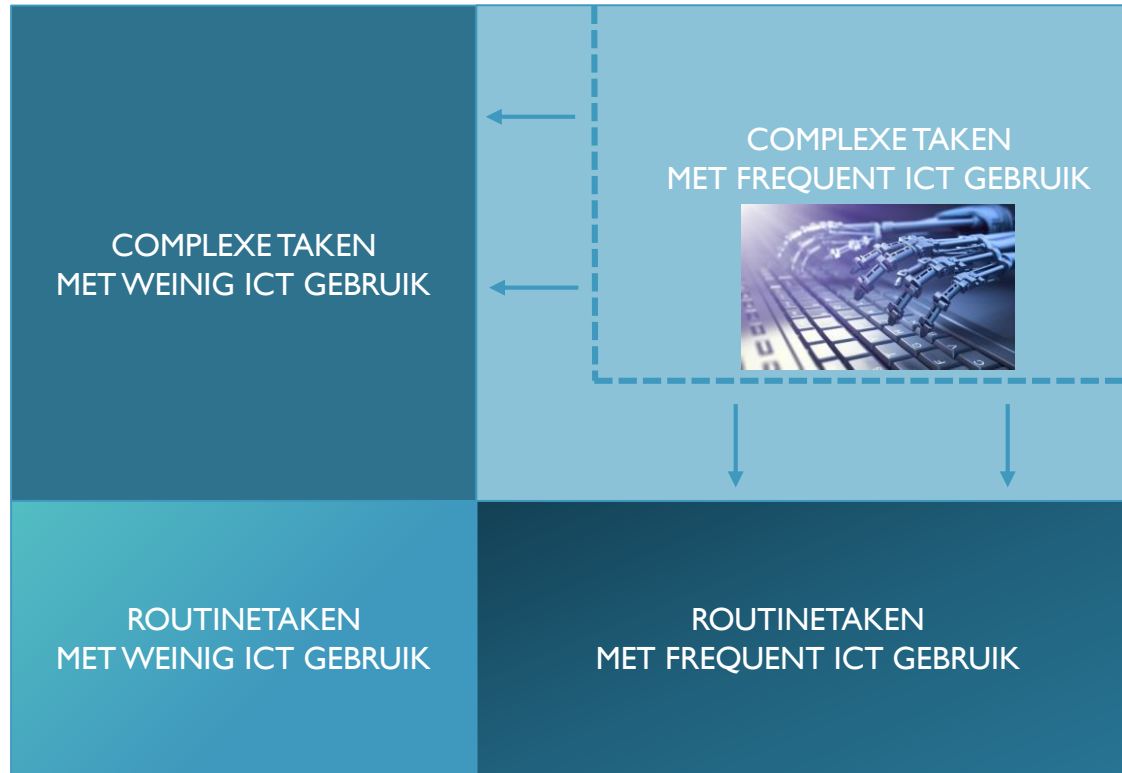 COMPLEXE TAKEN
MET FREQUENT ICT GEBRUIK
COMPLEXE TAKEN
MET WEINIG ICT GEBRUIK
ROUTINETAKEN
MET WEINIG ICT GEBRUIK
ROUTINETAKEN
MET FREQUENT ICT GEBRUIK